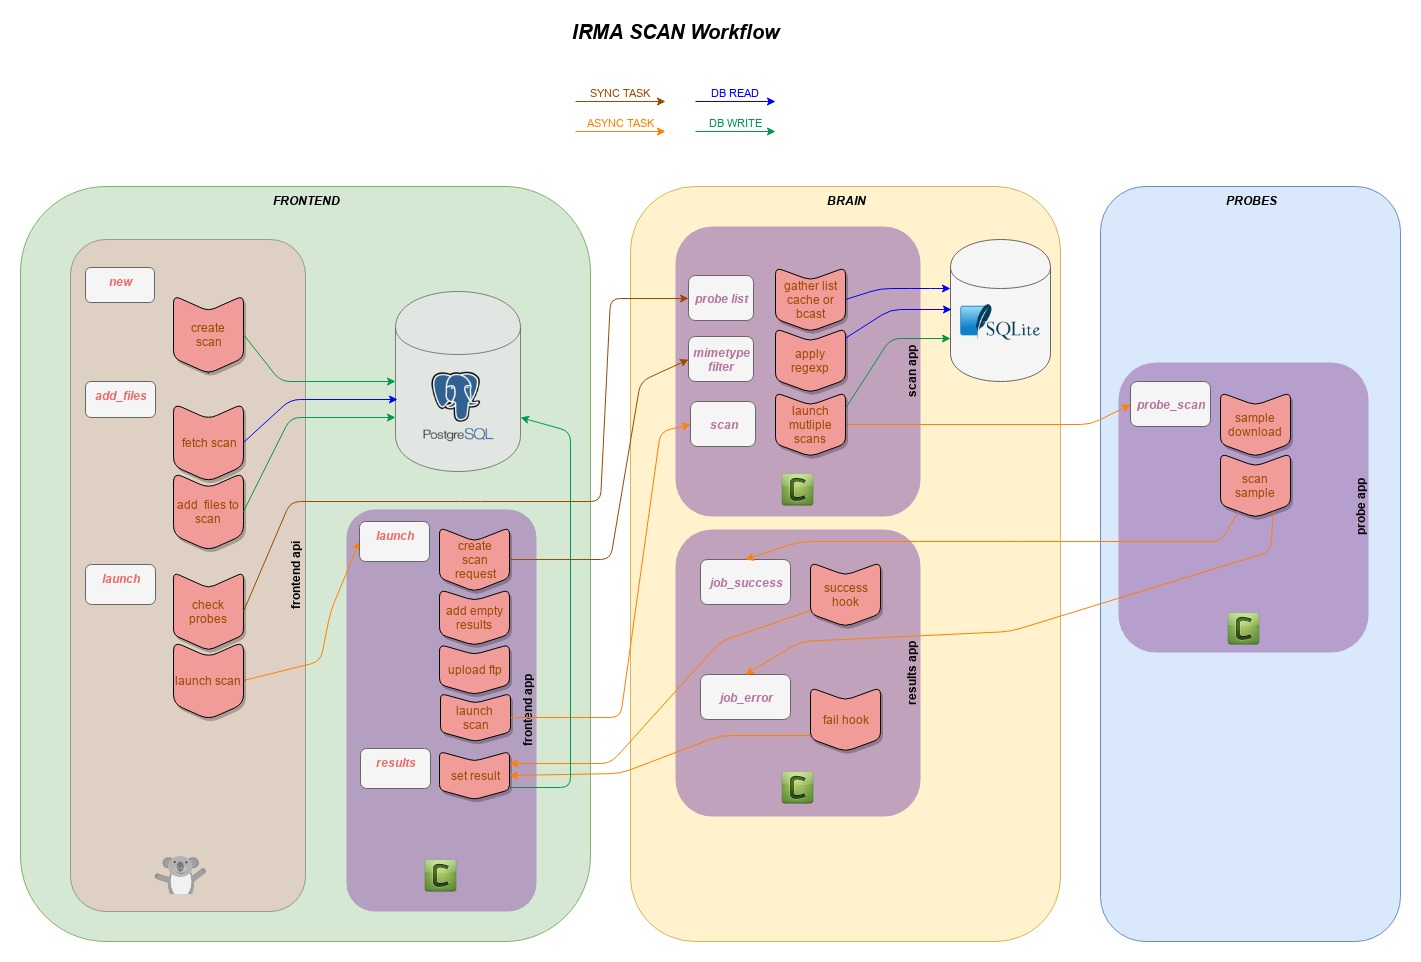 IRMA SCAN Workflow
SYNC TASK
DB READ
ASYNC TASK
DB WRITE
FRONTEND
new
create
scan
add_files
fetch scan
add files to
scan
launch
check
probes
launch scan
frontend api
PostgreSQL
launch
create
scan
request
add empty
results
upload ftp
launch
scan
results
set result
frontend app
C
BRAIN
probe list
gather list
cache or
bcast
mimetype
filter
apply
regexp
scan
launch
mutliple
scans
scan app
C
SQLite
job_success
success
hook
job_error
fail hook
results app
C
PROBES
probe_scan
sample
download
scan
sample
probe app
C